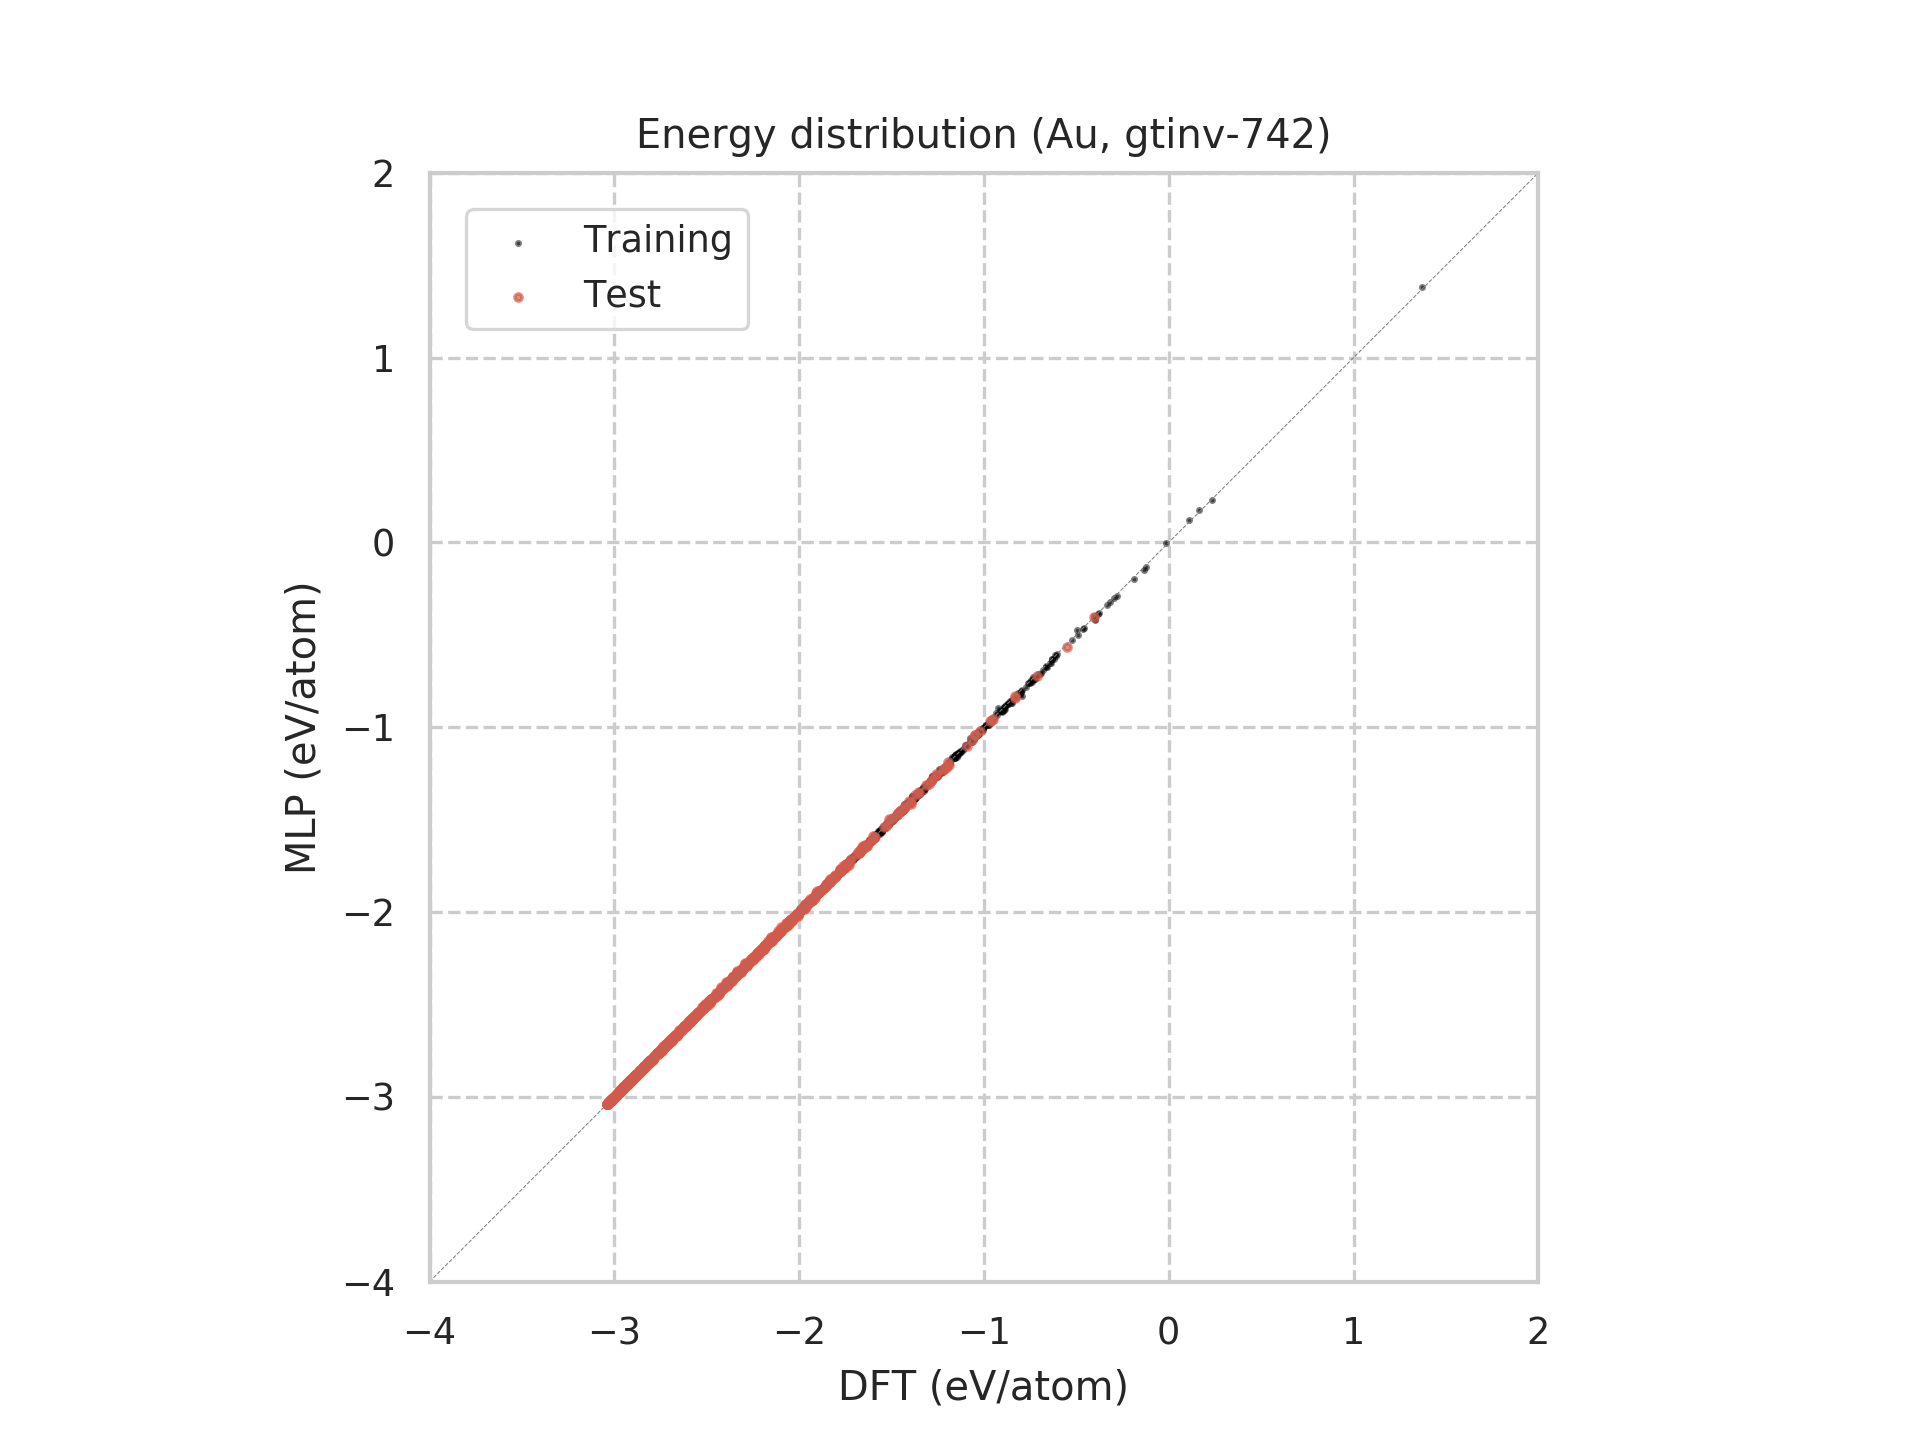 Energy distribution (Au, gtinv-742)
Training
Test
2
1
0
−1
−2
−3
−4
MLP (eV/atom)
−4 −3 −2 −1 0 1 2
DFT (eV/atom)